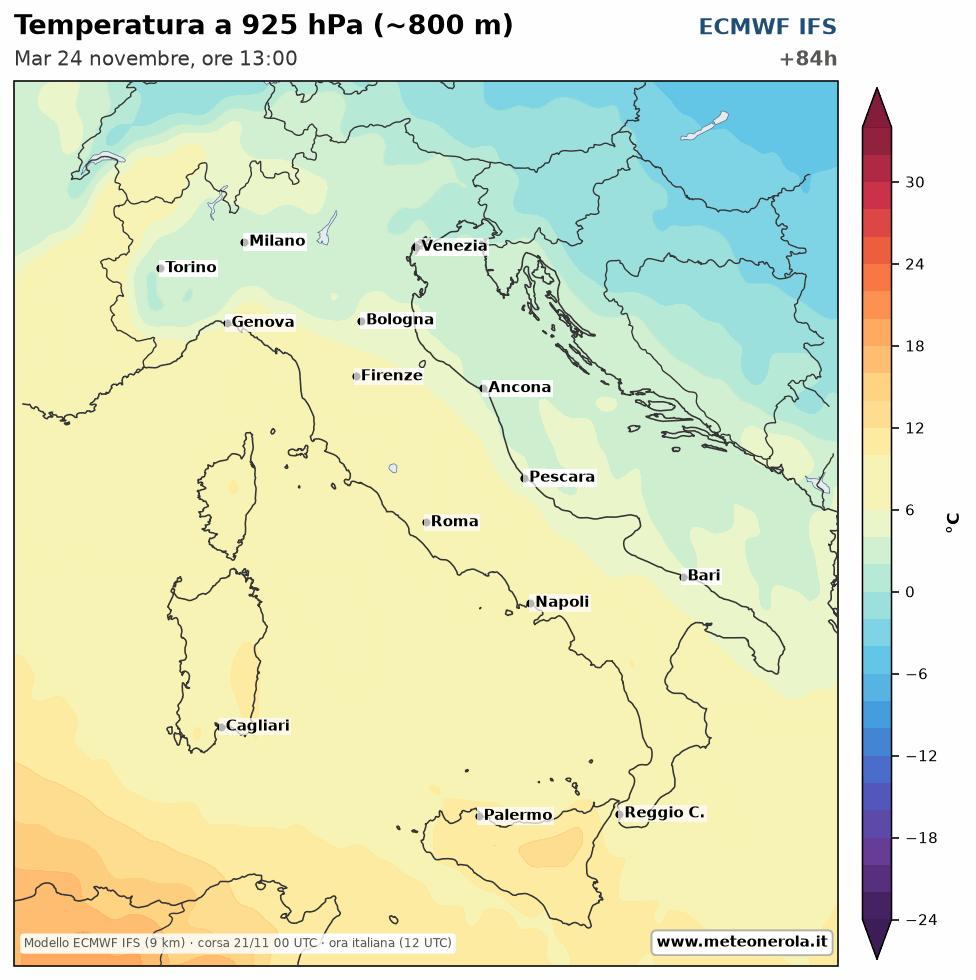 Temperatura a 925 hPa (~800 m)
ECMWF IFS
Mar 24 novembre, ore 13:00
+84h
Milano
Venezia
Torino
Genova
Bologna
Firenze
Ancona
Pescara
Roma
Bari
Napoli
Cagliari
Palermo
Reggio C.
30
24
18
12
6
0
−6
−12
−18
−24
°C
Modello ECMWF IFS (9 km) · corsa 21/11 00 UTC · ora italiana (12 UTC)
www.meteonerola.it